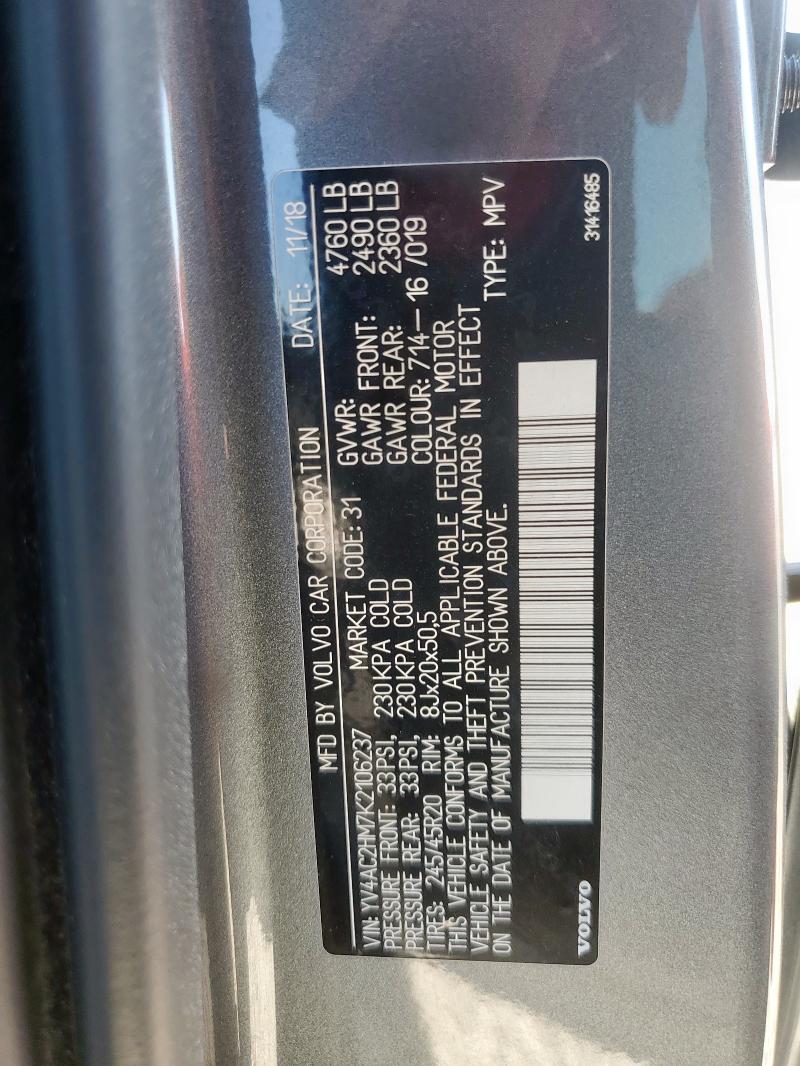 MFD BY VOLVO CAR CORPORATION DATE: 11/18
VIN: YV4AC2HM7K2106237 MARKET CODE: 31 GVWR: 4760 LB
PRESSURE FRONT: 33PSI, 230KPA COLD GAWR FRONT: 2490 LB
PRESSURE REAR: 33PSI, 230KPA COLD GAWR REAR: 2360 LB
TIRES: 245/45R20 RIM: 8Jx20x50,5 COLOUR: 714-16 /019
THIS VEHICLE CONFORMS TO ALL APPLICABLE FEDERAL MOTOR
VEHICLE SAFETY AND THEFT PREVENTION STANDARDS IN EFFECT
ON THE DATE OF MANUFACTURE SHOWN ABOVE. TYPE: MPV
VOLVO 31416485